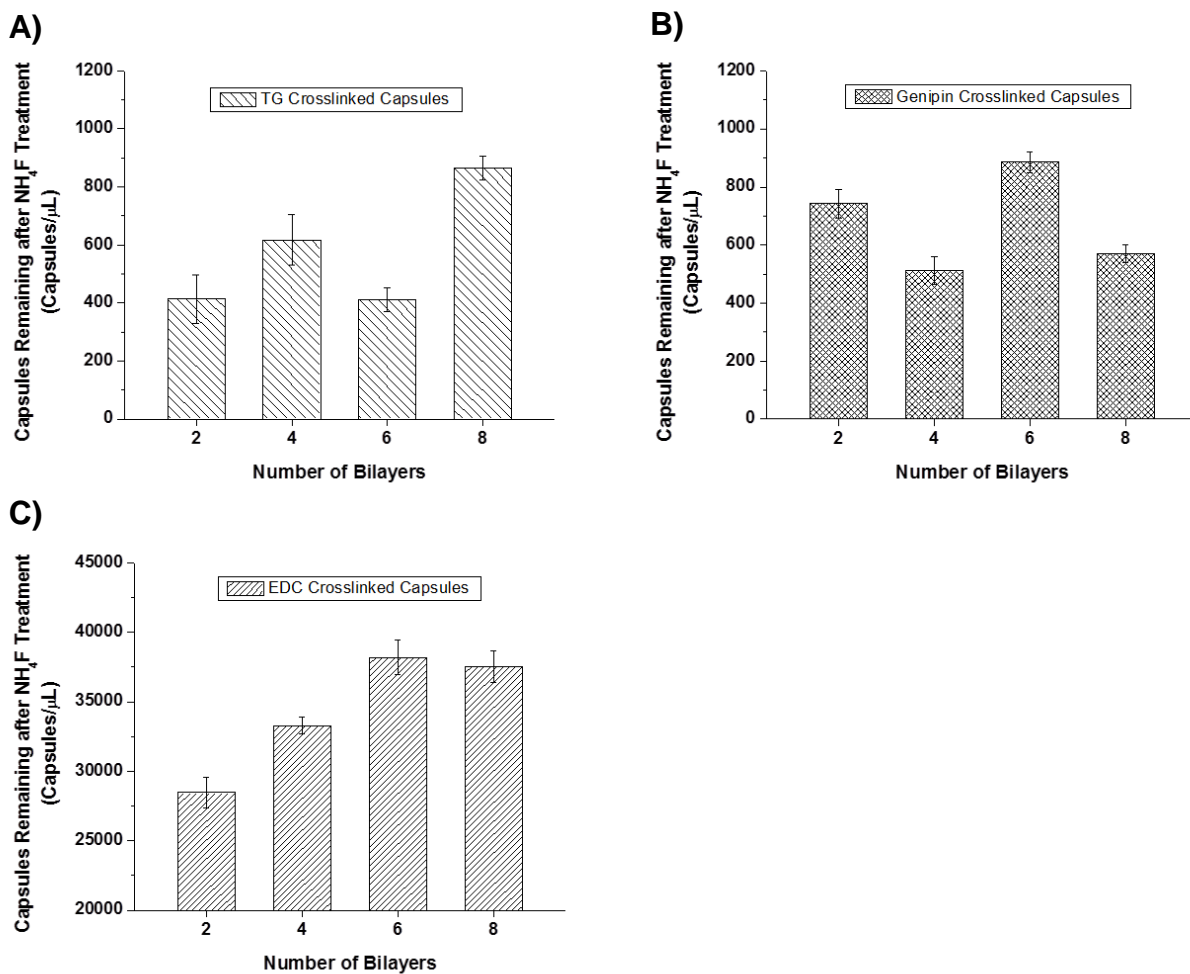 A)
Capsules Remaining after NH₄F Treatment
(Capsules/μL)
1200
1000
800
600
400
200
0
TG Crosslinked Capsules
2 4 6 8
Number of Bilayers
B)
Capsules Remaining after NH₄F Treatment
(Capsules/μL)
1200
1000
800
600
400
200
0
Genipin Crosslinked Capsules
2 4 6 8
Number of Bilayers
C)
Capsules Remaining after NH₄F Treatment
(Capsules/μL)
45000
40000
35000
30000
25000
20000
EDC Crosslinked Capsules
2 4 6 8
Number of Bilayers